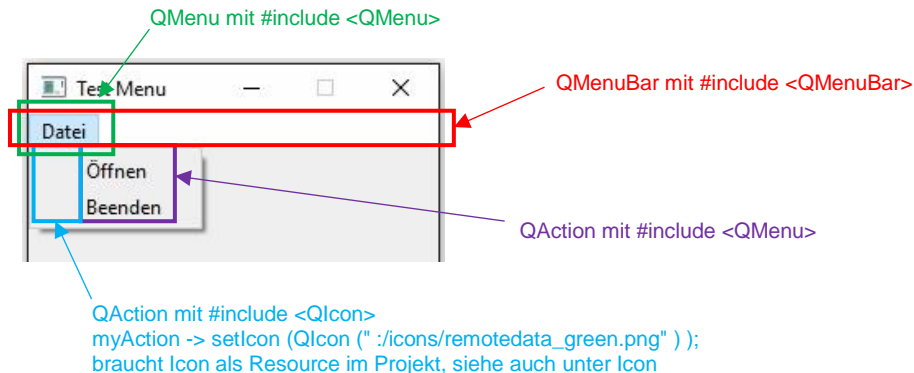 QMenu mit #include <QMenu>
Test Menu
QMenuBar mit #include <QMenuBar>
Datei
Öffnen
Beenden
QAction mit #include <QMenu>
QAction mit #include <QIcon>
myAction -> setIcon (QIcon (" :/icons/remotedata_green.png" ) );
braucht Icon als Resource im Projekt, siehe auch unter Icon